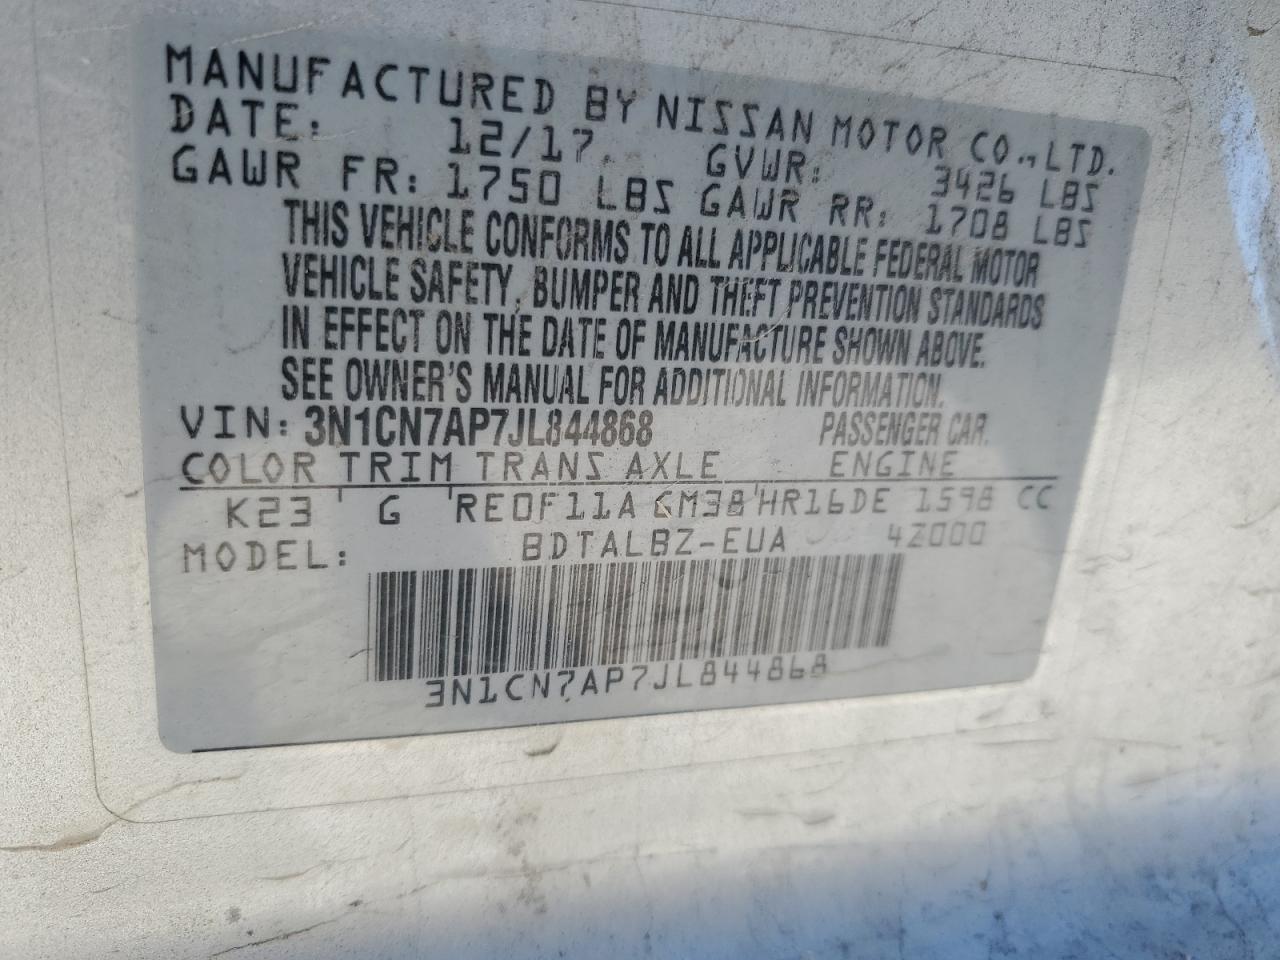 MANUFACTURED BY NISSAN MOTOR CO., LTD.
DATE: 12/17 GVWR: 3426 LBS
GAWR FR: 1750 LBS GAWR RR: 1708 LBS
THIS VEHICLE CONFORMS TO ALL APPLICABLE FEDERAL MOTOR
VEHICLE SAFETY, BUMPER AND THEFT PREVENTION STANDARDS
IN EFFECT ON THE DATE OF MANUFACTURE SHOWN ABOVE.
SEE OWNER'S MANUAL FOR ADDITIONAL INFORMATION.
VIN: 3N1CN7AP7JL844868 PASSENGER CAR.
COLOR TRIM TRANS AXLE ENGINE
K23 G RE0F11A GM38 HR16DE 1598 CC
MODEL: BDTALBZ-EUA 4Z000
3N1CN7AP7JL844868